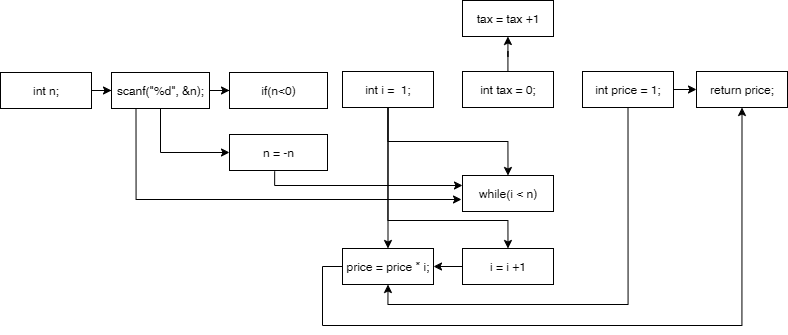 tax = tax +1
int n;
scanf("%d", &n);
if(n<0)
int i =  1;
int tax = 0;
int price = 1;
return price;
n = -n
while(i < n)
price = price * i;
i = i +1